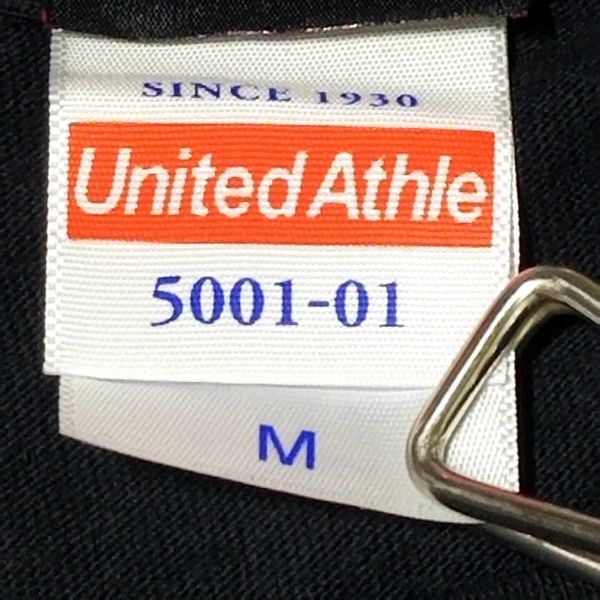 SINCE 1930
United Athle
5001-01
M